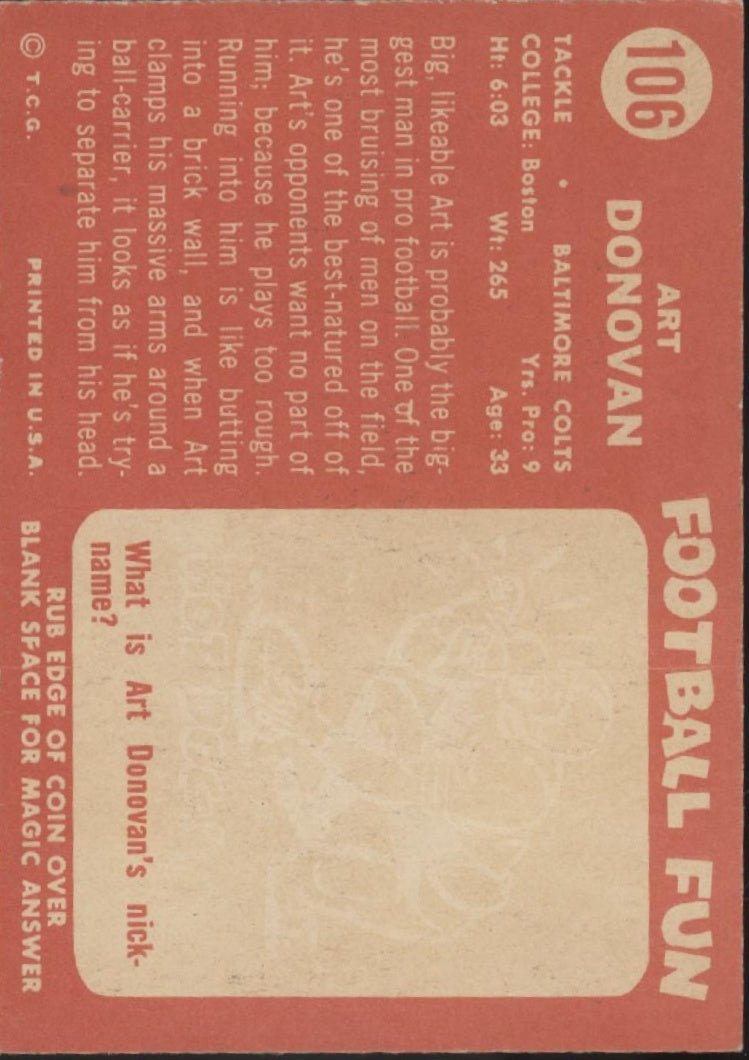 106
ART
DONOVAN
TACKLE • BALTIMORE COLTS
COLLEGE: Boston Yrs. Pro: 9
Ht: 6:03 Wt: 265 Age: 33
Big, likeable Art is probably the big-
gest man in pro football. One of the
most bruising of men on the field,
he's one of the best-natured off of
it. Art's opponents want no part of
him; because he plays too rough.
Running into him is like butting
into a brick wall, and when Art
clamps his massive arms around a
ball-carrier, it looks as if he's try-
ing to separate him from his head.
© T.C.G. PRINTED IN U.S.A.
FOOTBALL FUN
What is Art Donovan's nick-
name?
RUB EDGE OF COIN OVER
BLANK SPACE FOR MAGIC ANSWER